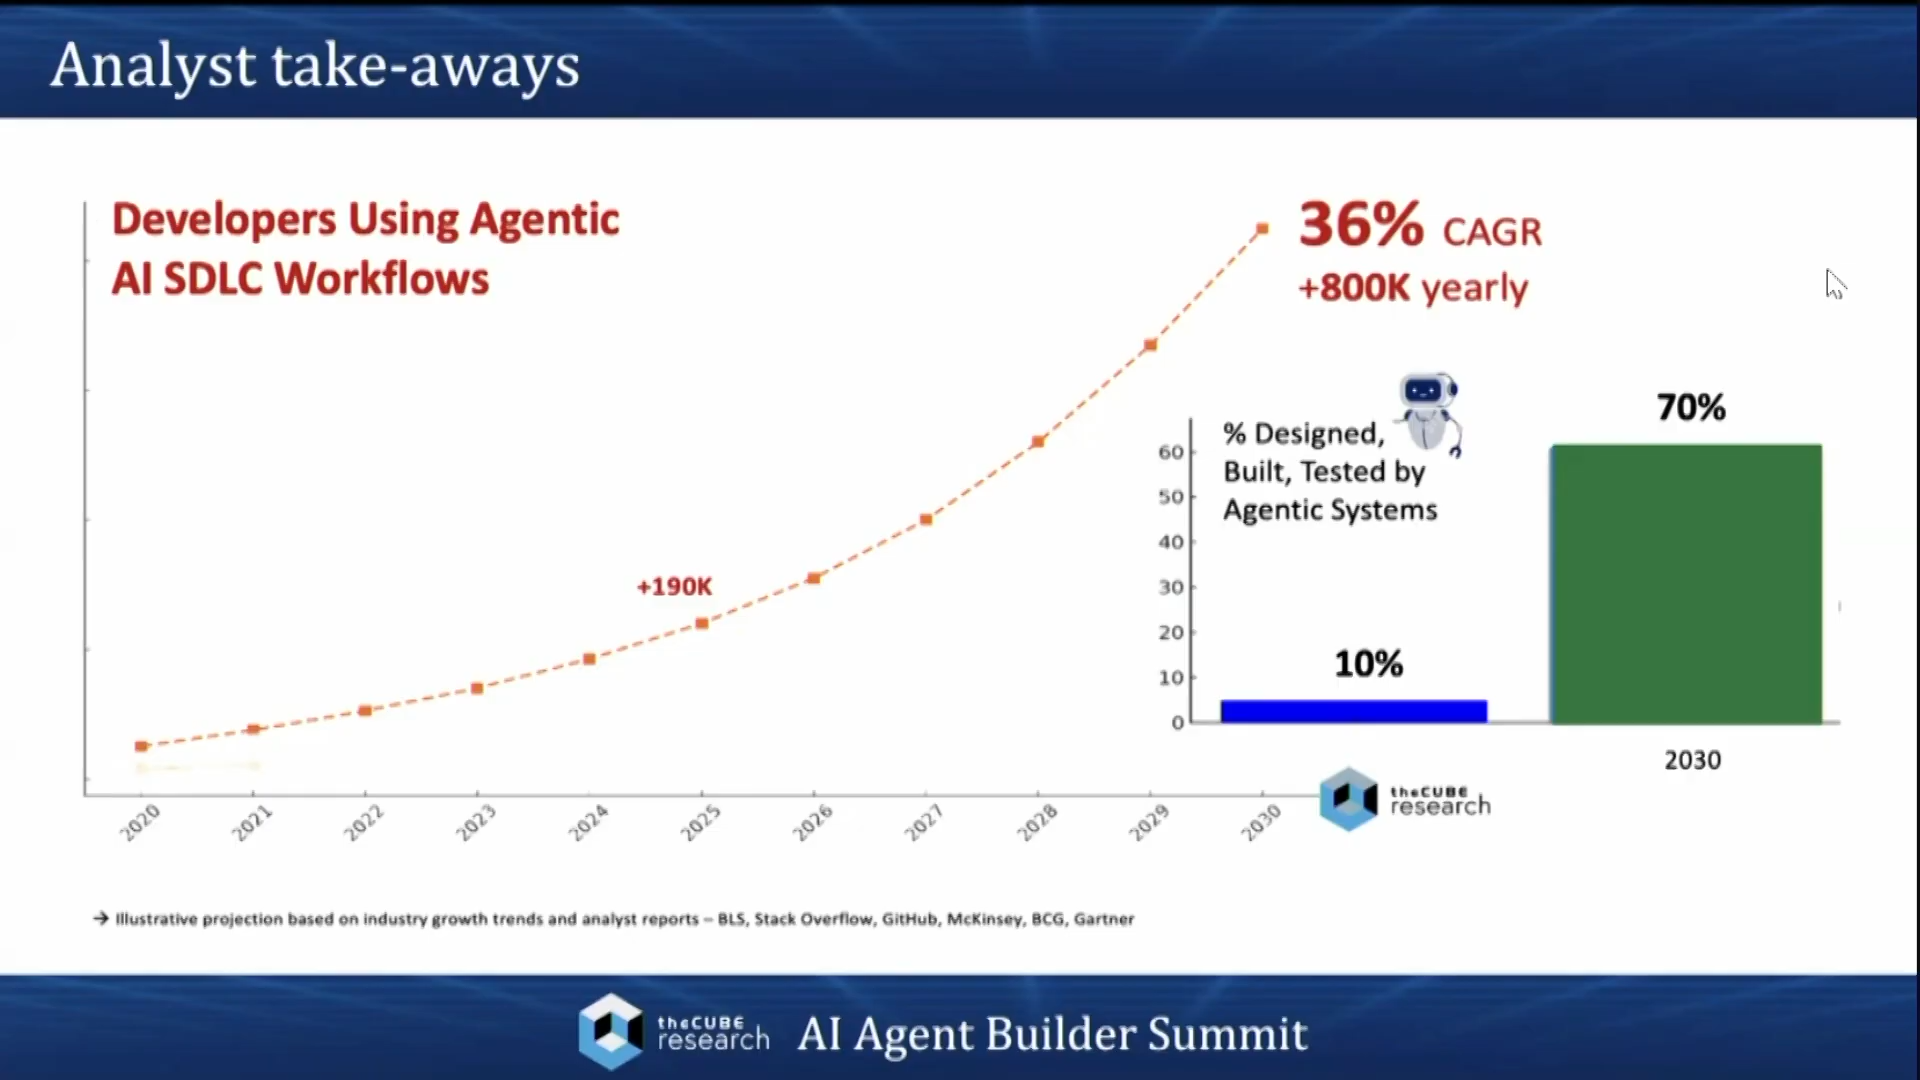 Analyst take-aways
Developers Using Agentic
AI SDLC Workflows
36% CAGR
+800K yearly
+190K
% Designed,
Built, Tested by
Agentic Systems
70%
10%
60
50
40
30
20
10
0
2030
2020
2021
2022
2023
2024
2025
2026
2027
2028
2029
2030
theCUBE
research
→ Illustrative projection based on industry growth trends and analyst reports – BLS, Stack Overflow, GitHub, McKinsey, BCG, Gartner
theCUBE
research
AI Agent Builder Summit